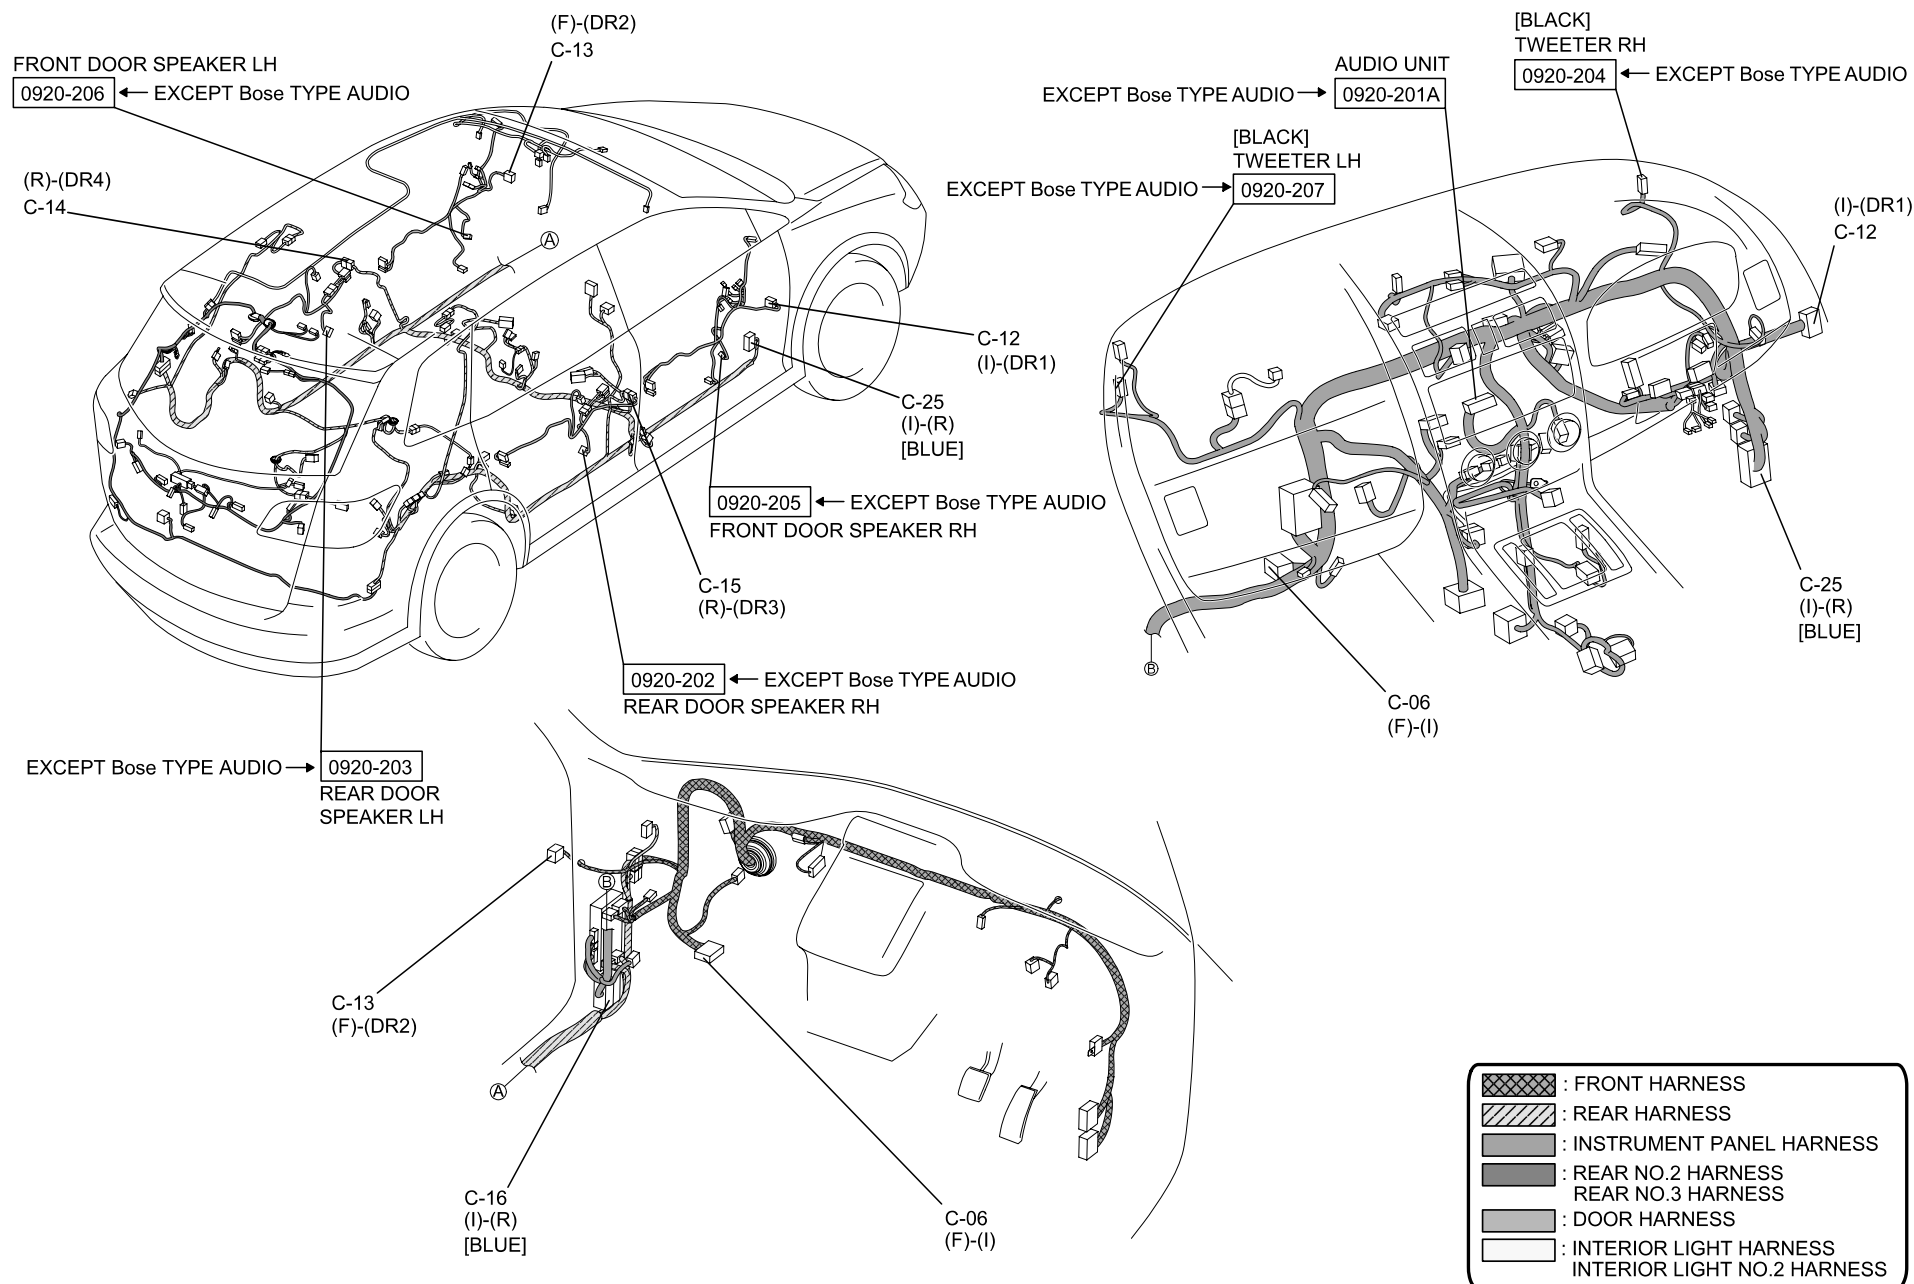 (F)-(DR2)
C-13
FRONT DOOR SPEAKER LH
0920-206
EXCEPT Bose TYPE AUDIO
(R)-(DR4)
C-14
A
C-12
(I)-(DR1)
C-25
(I)-(R)
[BLUE]
0920-205
EXCEPT Bose TYPE AUDIO
FRONT DOOR SPEAKER RH
C-15
(R)-(DR3)
0920-202
EXCEPT Bose TYPE AUDIO
REAR DOOR SPEAKER RH
EXCEPT Bose TYPE AUDIO
0920-203
REAR DOOR
SPEAKER LH
[BLACK]
TWEETER RH
0920-204
EXCEPT Bose TYPE AUDIO
AUDIO UNIT
EXCEPT Bose TYPE AUDIO
0920-201A
[BLACK]
TWEETER LH
EXCEPT Bose TYPE AUDIO
0920-207
(I)-(DR1)
C-12
C-25
(I)-(R)
[BLUE]
B
C-06
(F)-(I)
B
C-13
(F)-(DR2)
A
C-16
(I)-(R)
[BLUE]
C-06
(F)-(I)
: FRONT HARNESS
: REAR HARNESS
: INSTRUMENT PANEL HARNESS
: REAR NO.2 HARNESS
REAR NO.3 HARNESS
: DOOR HARNESS
: INTERIOR LIGHT HARNESS
INTERIOR LIGHT NO.2 HARNESS